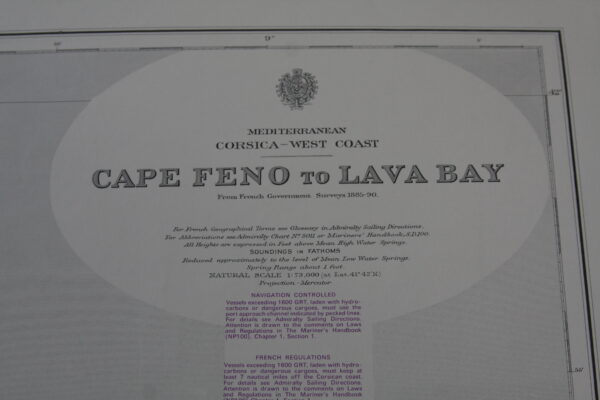 9°
42°
MEDITERRANEAN
CORSICA – WEST COAST
CAPE FENO TO LAVA BAY
From French Government Surveys 1885-90.
For French Geographical Terms see Glossary in Admiralty Sailing Directions.
For Abbreviations see Admiralty Chart Nº 5011 or Mariners' Handbook,
All Heights are expressed in Feet above Mean High Water Springs.
SOUNDINGS IN FATHOMS
Reduced approximately to the level of Mean Low Water Springs.
Spring Range about 1 foot.
NATURAL SCALE 1:73,000 (at Lat. 41° 42'N)
Projection – Mercator
NAVIGATION CONTROLLED
Vessels exceeding 1600 GRT, laden with hydro-
carbons or dangerous cargoes, must use the
port approach channel indicated by pecked lines.
For details see Admiralty Sailing Directions.
Attention is drawn to the comments on Laws
and Regulations in The Mariner's Handbook
(NP100), Chapter 1, Section 1.
FRENCH REGULATIONS
Vessels exceeding 1600 GRT, laden with hydro-
carbons or dangerous cargoes, must keep at
least 7 nautical miles off the Corsican coast.
For details see Admiralty Sailing Directions.
Attention is drawn to the comments on Laws
and Regulations in The Mariner's Handbook